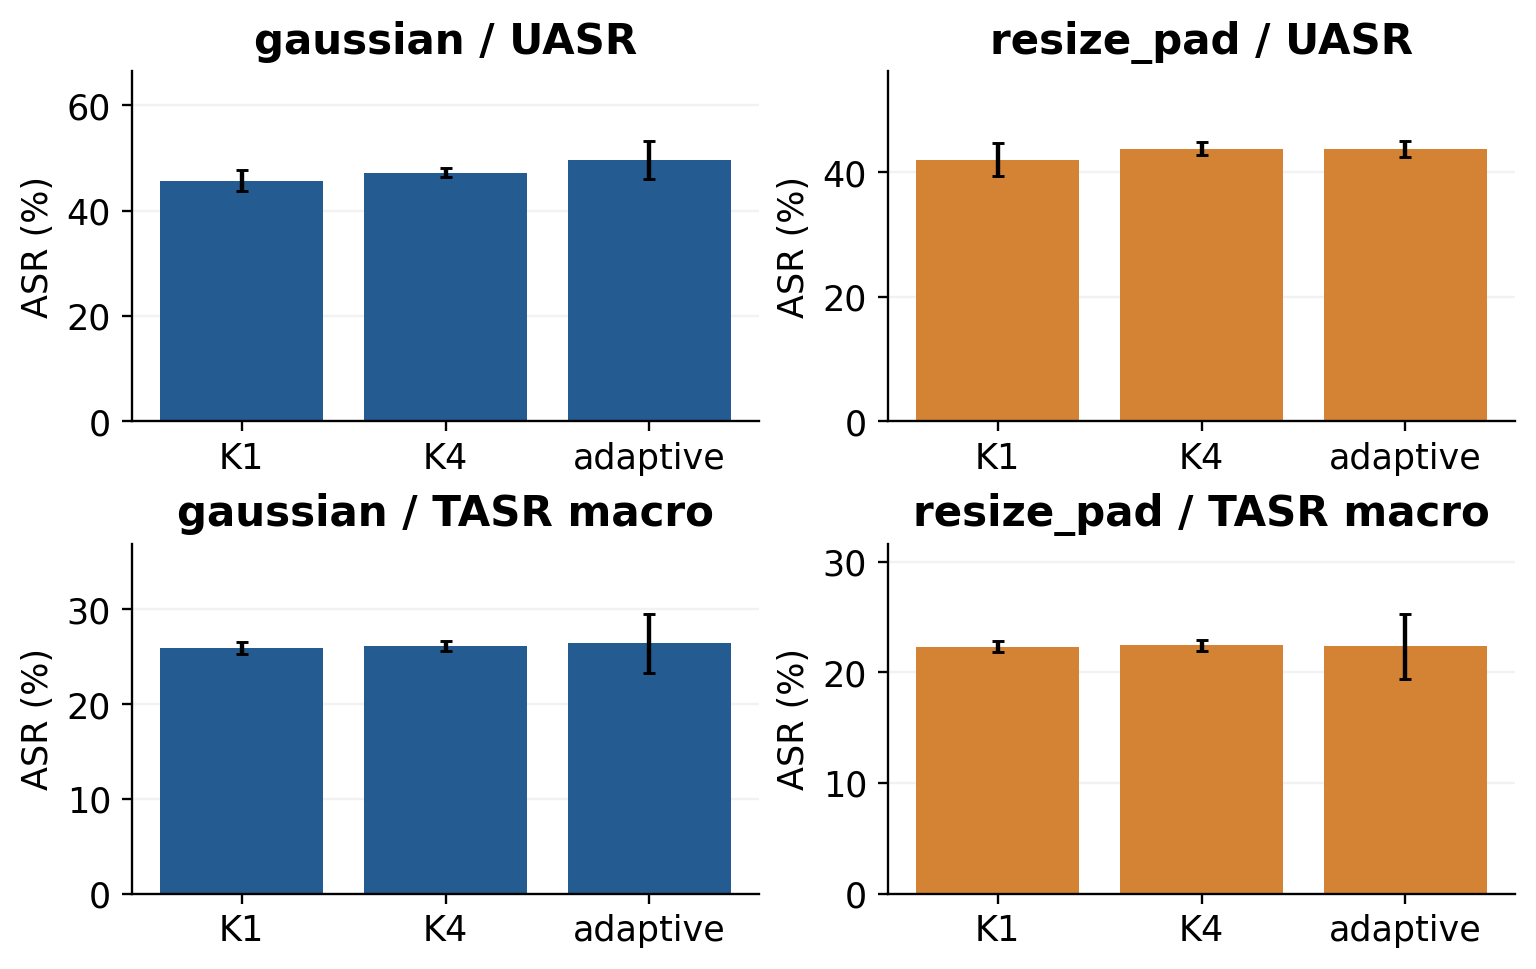 gaussian / UASR
ASR (%)
60
40
20
0
K1
K4
adaptive
resize_pad / UASR
ASR (%)
40
20
0
K1
K4
adaptive
gaussian / TASR macro
ASR (%)
30
20
10
0
K1
K4
adaptive
resize_pad / TASR macro
ASR (%)
30
20
10
0
K1
K4
adaptive